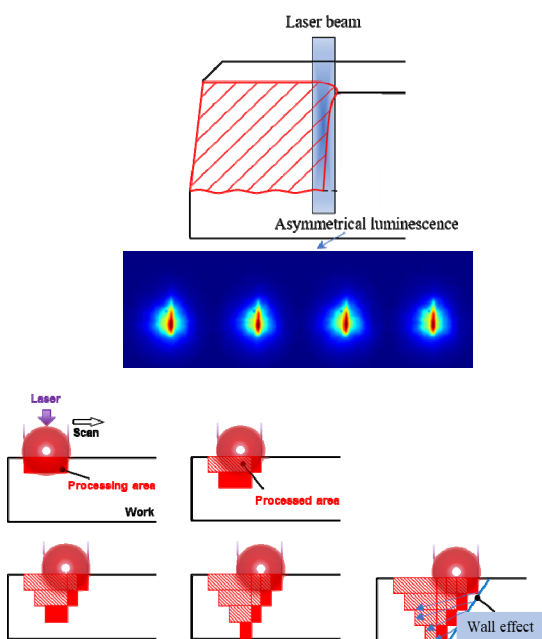 Laser beam
Asymmetrical luminescence
Laser
Scan
Processing area
Work
Processed area
Wall effect